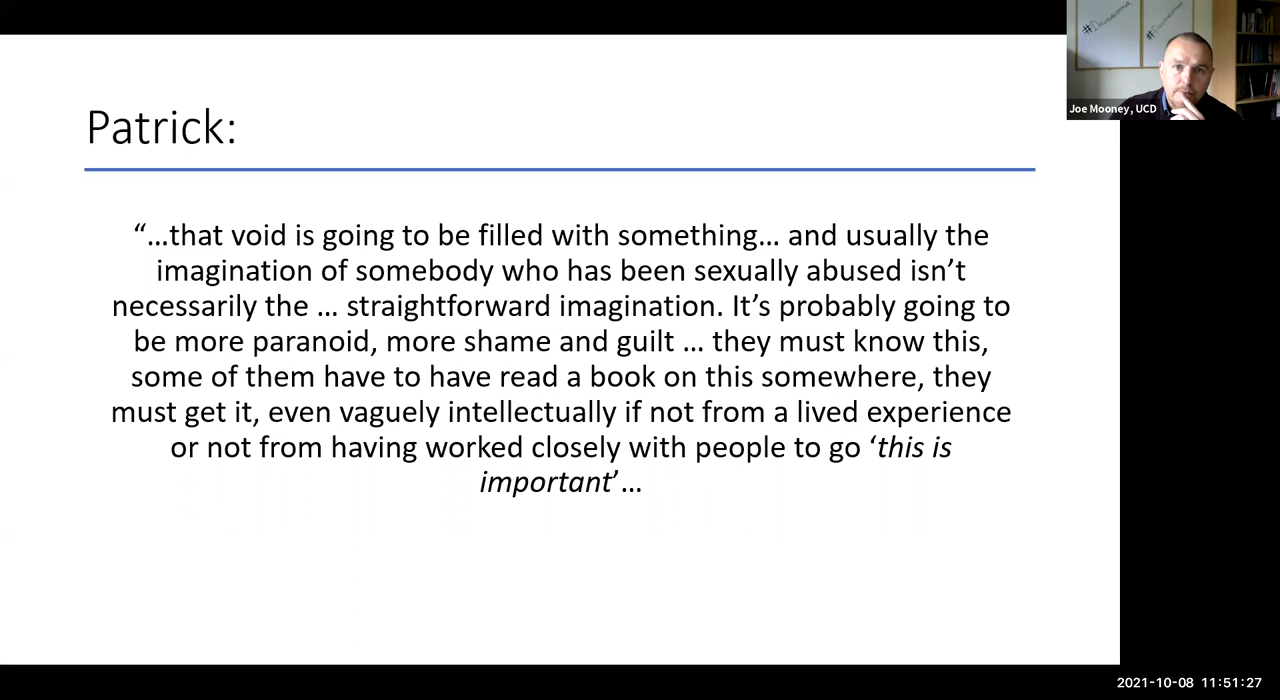 #Discussionnet
#Discussionnet
Joe Mooney, UCD
Patrick:
“…that void is going to be filled with something… and usually the
imagination of somebody who has been sexually abused isn’t
necessarily the … straightforward imagination. It’s probably going to
be more paranoid, more shame and guilt … they must know this,
some of them have to have read a book on this somewhere, they
must get it, even vaguely intellectually if not from a lived experience
or not from having worked closely with people to go ‘this is
important’…
2021-10-08 11:51:27